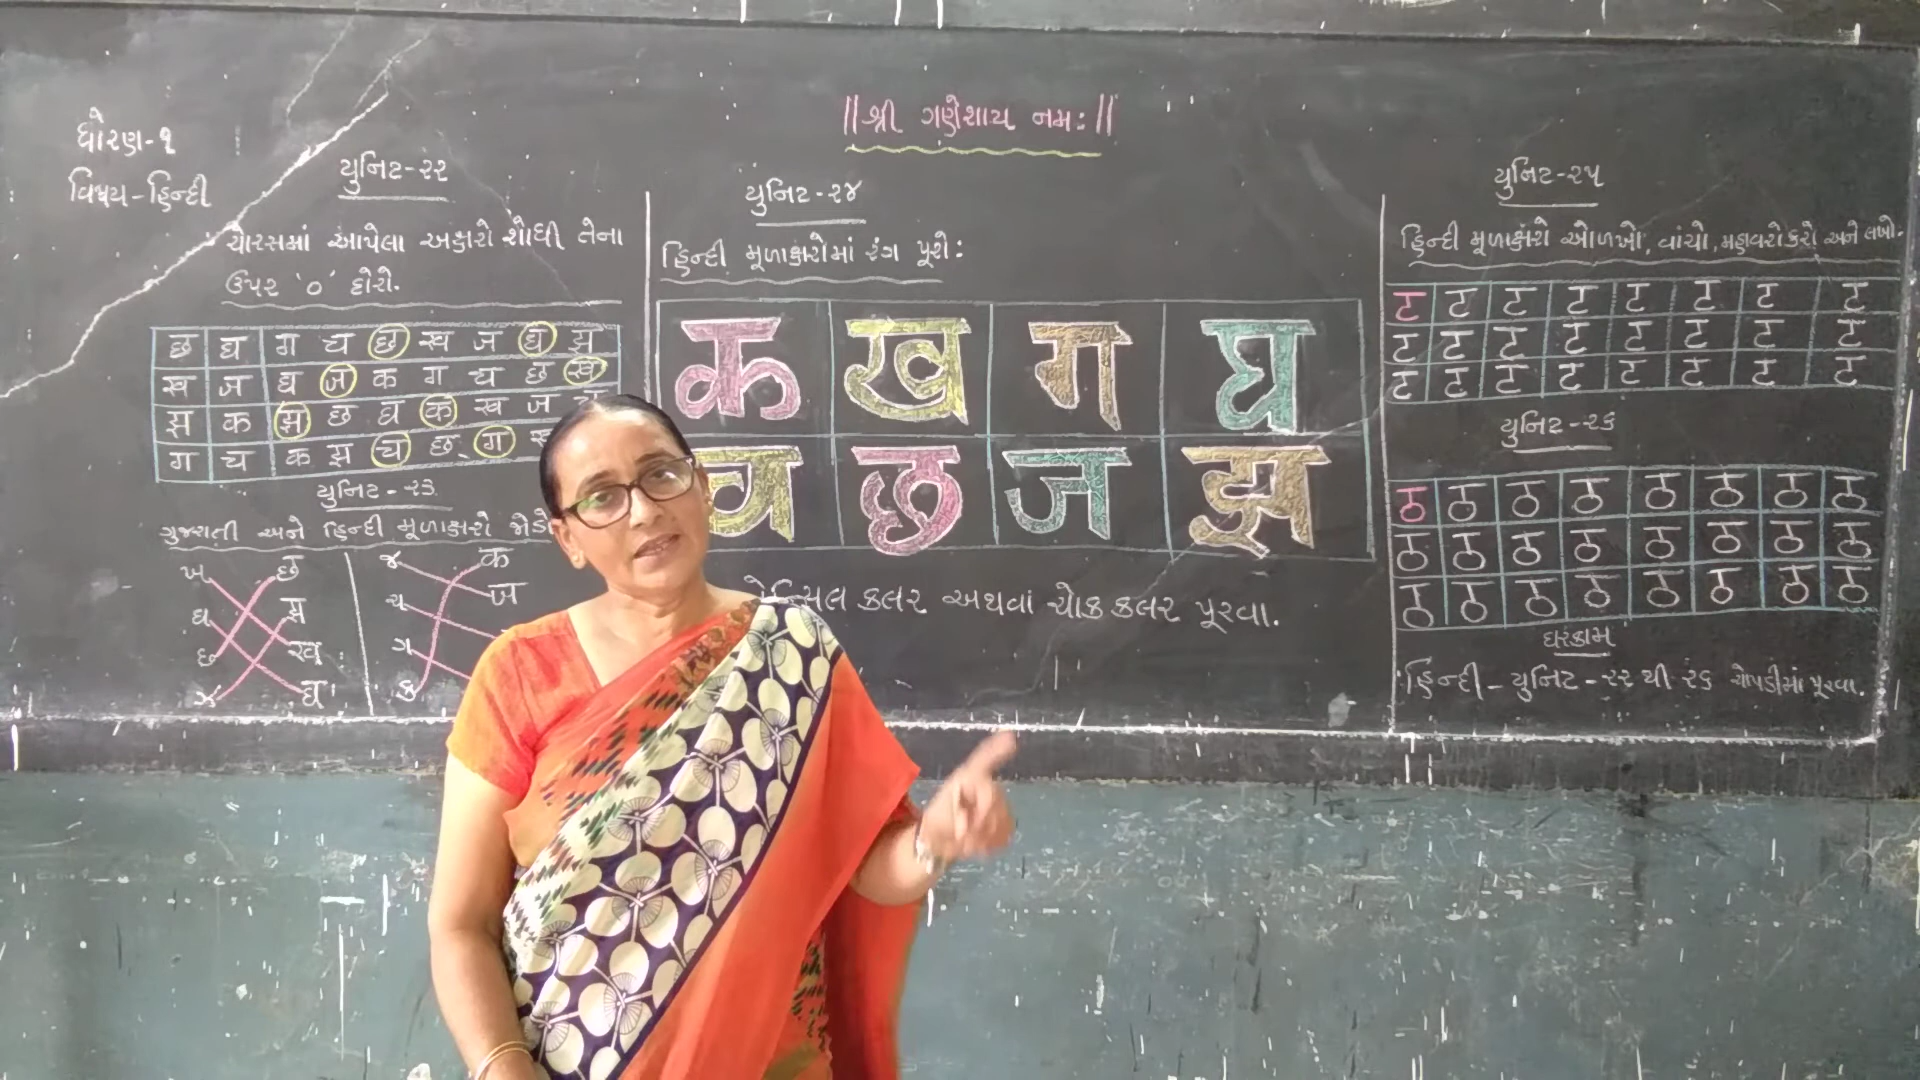 ॥શ્રી ગણેશાય નમઃ॥
ધોરણ-૧
વિષય-હિન્દી
યુનિટ-૨૨
ચોરસમાં આપેલા અક્ષરો શોધી તેના
ઉપર '૦' દોરો.
छ घ ग च छ ख ज घ झ
ख ज घ ज क ग च छ ख
झ क झ छ घ क ख ज
ग च क झ च छ ग
યુનિટ-૨૩
ગુજરાતી અને હિન્દી મૂળાક્ષરો જોડો
ખ छ
ઘ झ
છ ख
ઝ घ
જ क
ચ ज
ગ
ક
યુનિટ-૨૪
હિન્દી મૂળાક્ષરોમાં રંગ પૂરો:
क ख ग घ
च छ ज झ
કલર અથવા ચોક કલર પૂરવા.
યુનિટ-૨૫
હિન્દી મૂળાક્ષરો ઓળખો, વાંચો, મહાવરો કરો અને લખો.
ट ट ट ट ट ट ट ट
ट ट ट ट ट ट ट ट
ट ट ट ट ट ट ट ट
યુનિટ-૨૬
ठ ठ ठ ठ ठ ठ ठ ठ
ठ ठ ठ ठ ठ ठ ठ ठ
ठ ठ ठ ठ ठ ठ ठ ठ
ઘરકામ
હિન્દી - યુનિટ - ૨૨ થી ૨૬ ચોપડીમાં પૂરવા.